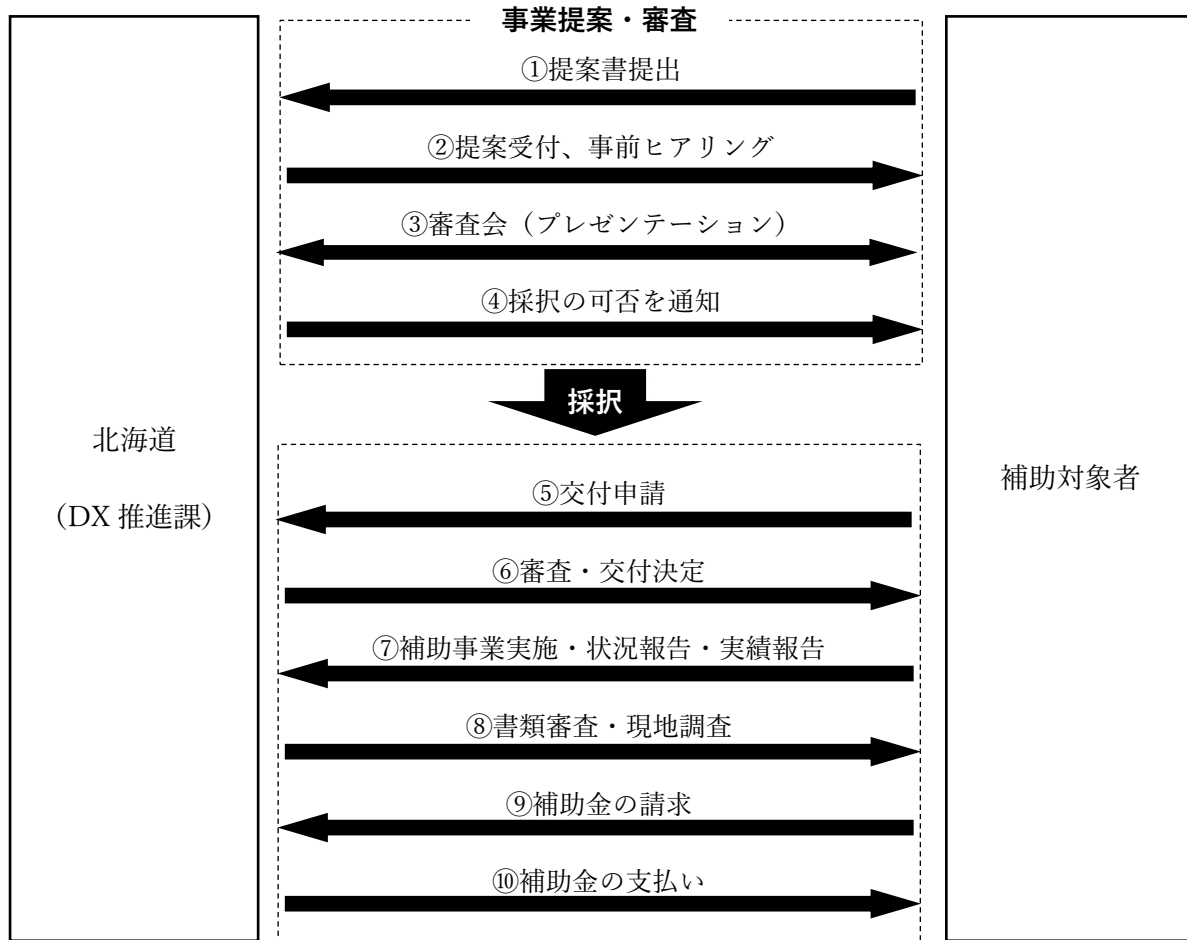 事業提案・審査
①提案書提出
②提案受付、事前ヒアリング
③審査会（プレゼンテーション）
④採択の可否を通知
採択
北海道
（DX 推進課）
補助対象者
⑤交付申請
⑥審査・交付決定
⑦補助事業実施・状況報告・実績報告
⑧書類審査・現地調査
⑨補助金の請求
⑩補助金の支払い